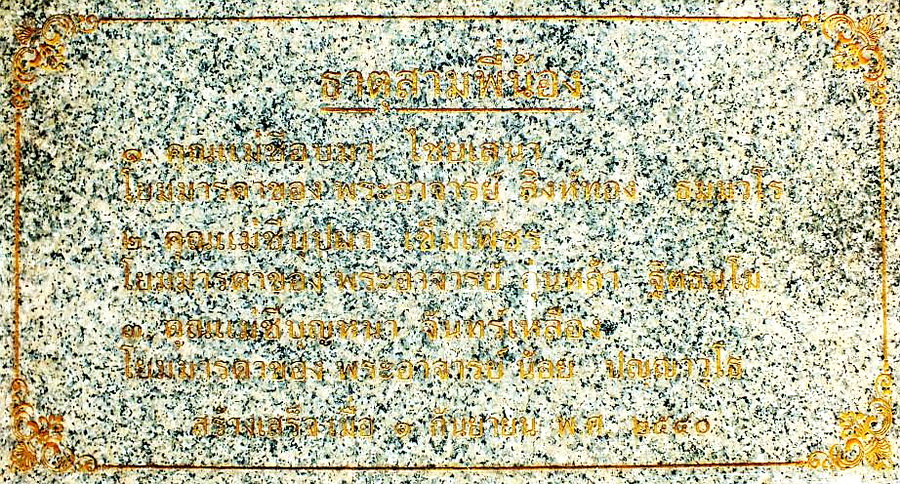 ธาตุสามพี่น้อง
๑. คุณแม่ชีอบมา ไชยเสนา
โยมมารดาของ พระอาจารย์ สิงห์ทอง ธมฺมวโร
๒. คุณแม่ชีบุปผา เข็มเพ็ชร
โยมมารดาของ พระอาจารย์ อุ่นหล้า ฐิตธมฺโม
๓. คุณแม่ชีบุญหนา จันทร์เหลือง
โยมมารดาของ พระอาจารย์ น้อย ปญฺญาวุโธ
สร้างเสร็จเมื่อ ๑ กันยายน พ.ศ. ๒๕๔๐